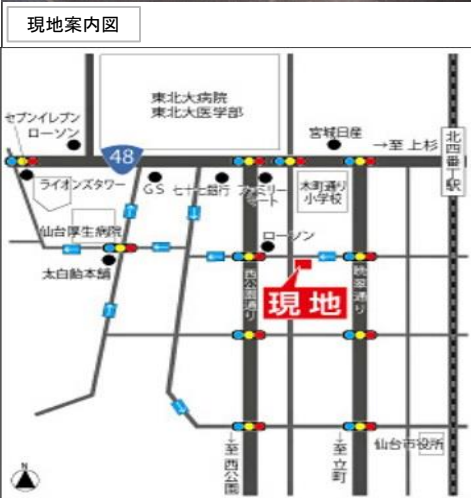 現地案内図
東北大病院
東北大医学部
セブンイレブン
ローソン
宮城日産
→至 上杉
北四番丁駅
48
ライオンズタワー
GS
七十七銀行
ファミリー
マート
木町通り
小学校
仙台厚生病院
ローソン
太白飴本舗
西公園通り
晩翠通り
現地
→至 西公園
→至 立町
仙台市役所
N